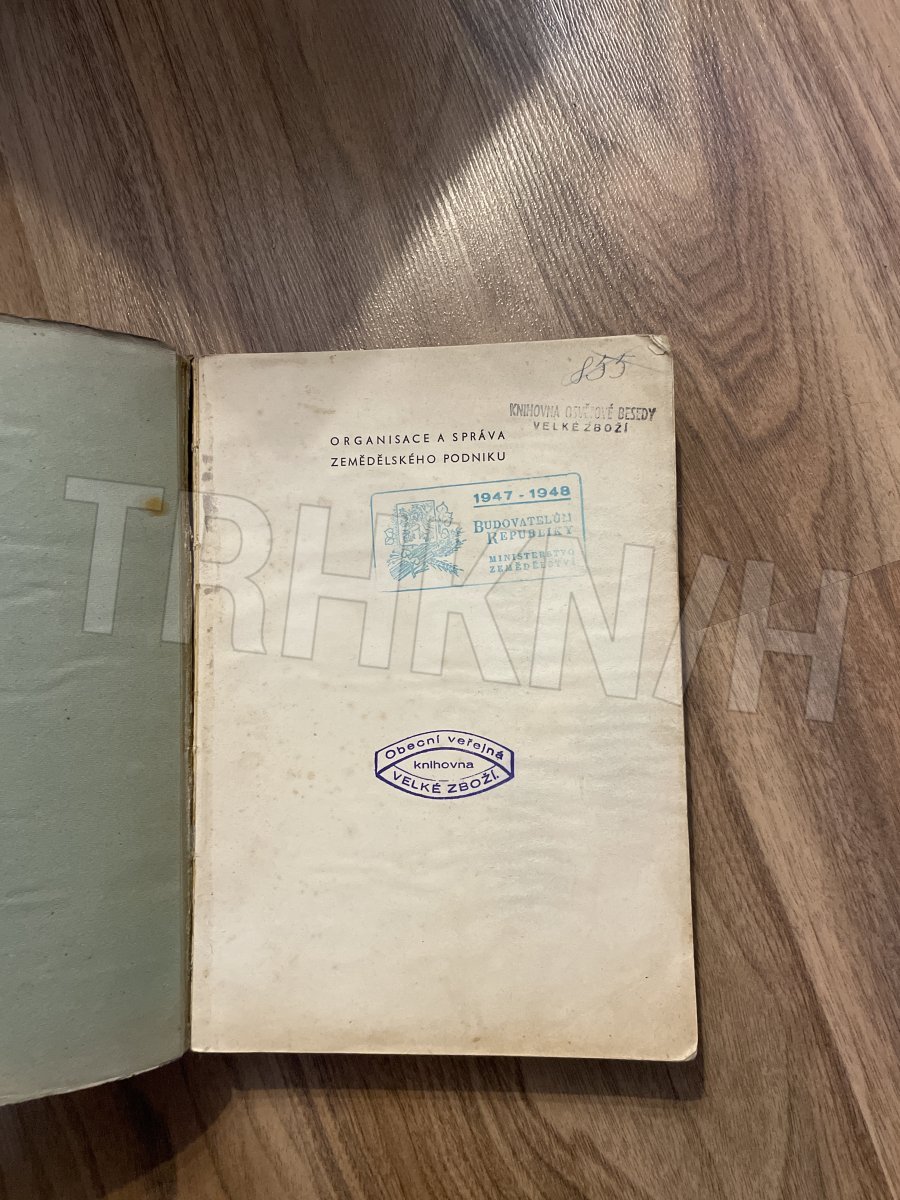 855
KNIHOVNA OSVĚTOVÉ BESEDY
VELKÉ ZBOŽÍ
ORGANISACE A SPRÁVA
ZEMĚDĚLSKÉHO PODNIKU
1947 - 1948
BUDOVATELŮM
REPUBLIKY
MINISTERSTVO
ZEMĚDĚLSTVÍ
TRHKNIH
Obecní veřejná
knihovna
VELKÉ ZBOŽÍ.